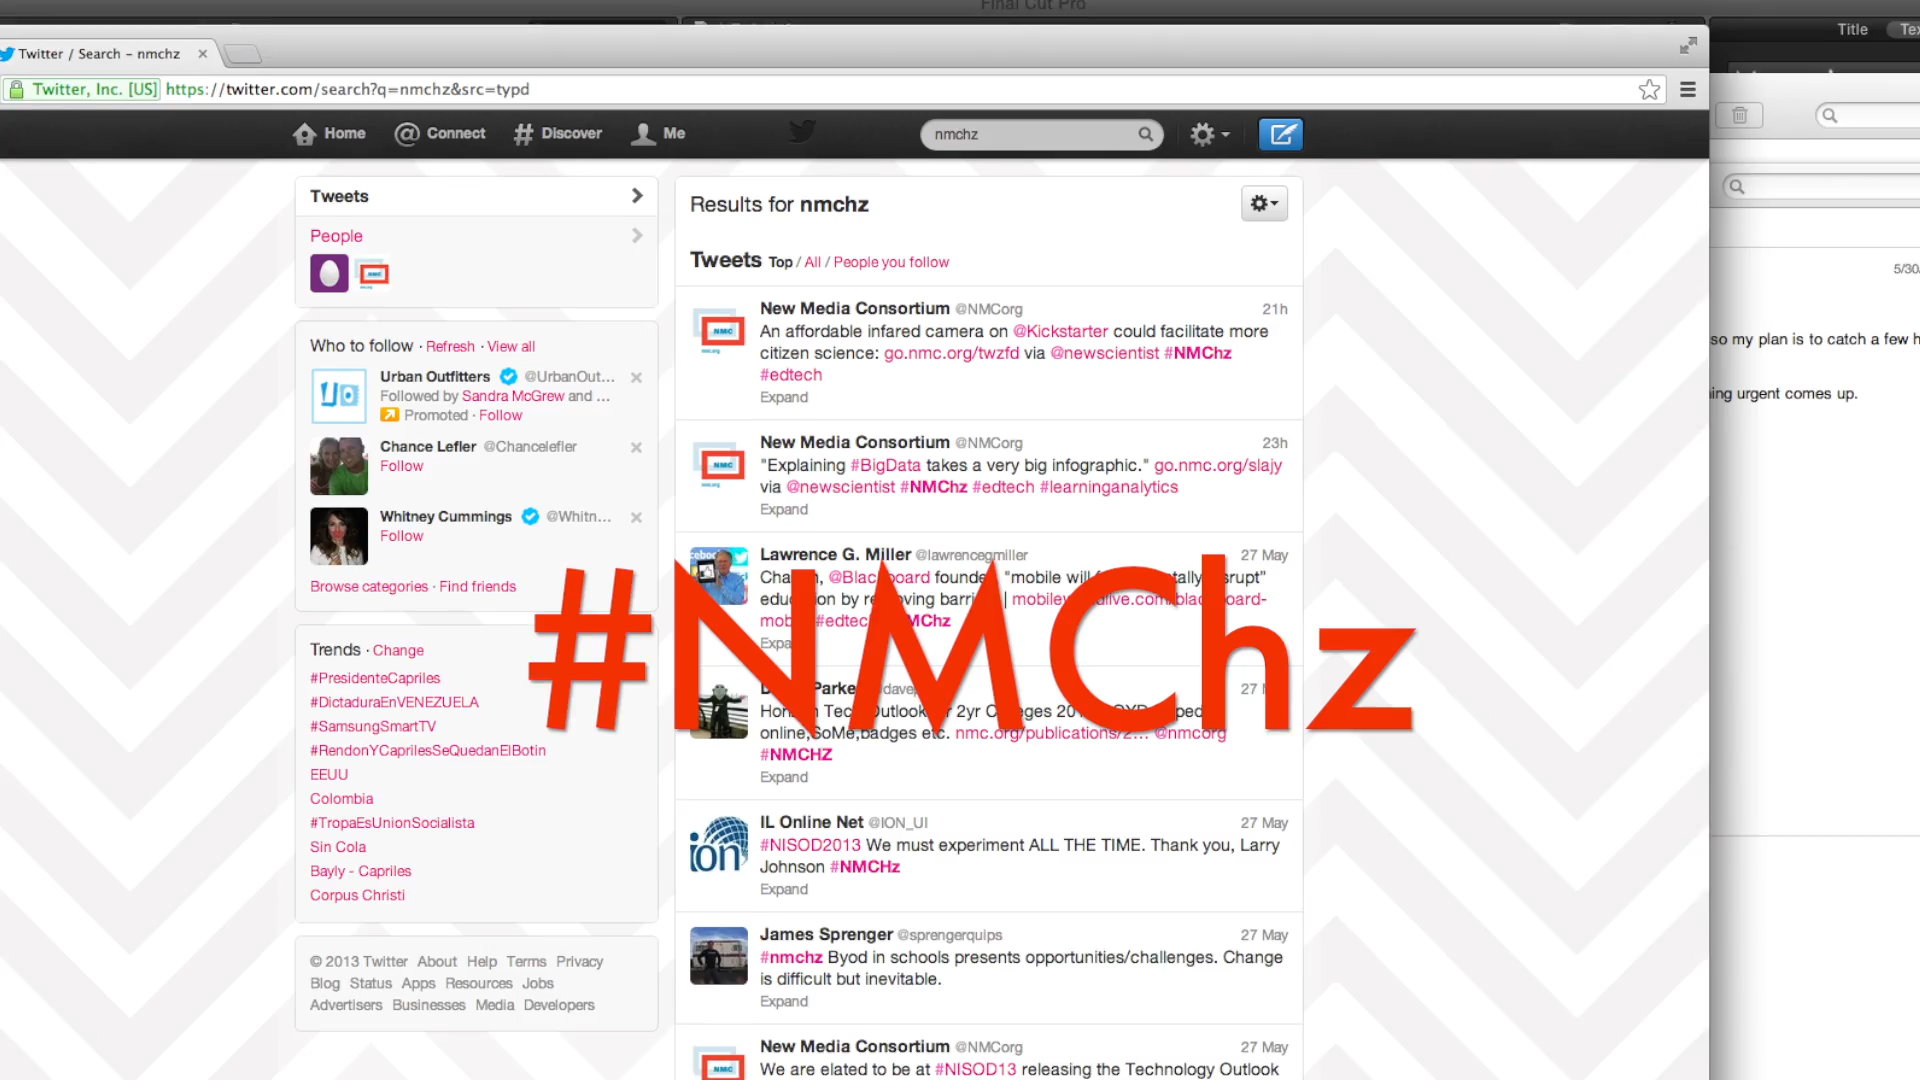 Final Cut Pro
Title
Twitter / Search - nmchz
Twitter, Inc. [US] https://twitter.com/search?q=nmchz&src=typd
Home Connect Discover Me
nmchz
Tweets
People
Who to follow · Refresh · View all
Urban Outfitters @UrbanOut...
Followed by Sandra McGrew and ...
Promoted · Follow
Chance Lefler @Chancelefler
Follow
Whitney Cummings @Whitn...
Follow
Browse categories · Find friends
Trends · Change
#PresidenteCapriles
#DictaduraEnVENEZUELA
#SamsungSmartTV
#RendonYCaprilesSeQuedanElBotin
EEUU
Colombia
#TropaEsUnionSocialista
Sin Cola
Bayly - Capriles
Corpus Christi
© 2013 Twitter About Help Terms Privacy
Blog Status Apps Resources Jobs
Advertisers Businesses Media Developers
Results for nmchz
Tweets Top / All / People you follow
New Media Consortium @NMCorg 21h
An affordable infared camera on @Kickstarter could facilitate more
citizen science: go.nmc.org/twzfd via @newscientist #NMChz
#edtech
Expand
New Media Consortium @NMCorg 23h
"Explaining #BigData takes a very big infographic." go.nmc.org/slajy
via @newscientist #NMChz #edtech #learninganalytics
Expand
Lawrence G. Miller @lawrencegmiller 27 May
@Blackboard "mobile will
education by removing
Expand
#NMChz
Parke 27
2yr
online,SoMe,badges etc. nmc.org/publications/2... @nmcorg
#NMCHZ
Expand
IL Online Net @ION_UI 27 May
#NISOD2013 We must experiment ALL THE TIME. Thank you, Larry
Johnson #NMCHz
Expand
James Sprenger @sprengerquips 27 May
#nmchz Byod in schools presents opportunities/challenges. Change
is difficult but inevitable.
Expand
New Media Consortium @NMCorg 27 May
We are elated to be at #NISOD13 releasing the Technology Outlook
5/30
so my plan is to catch a few h
ing urgent comes up.